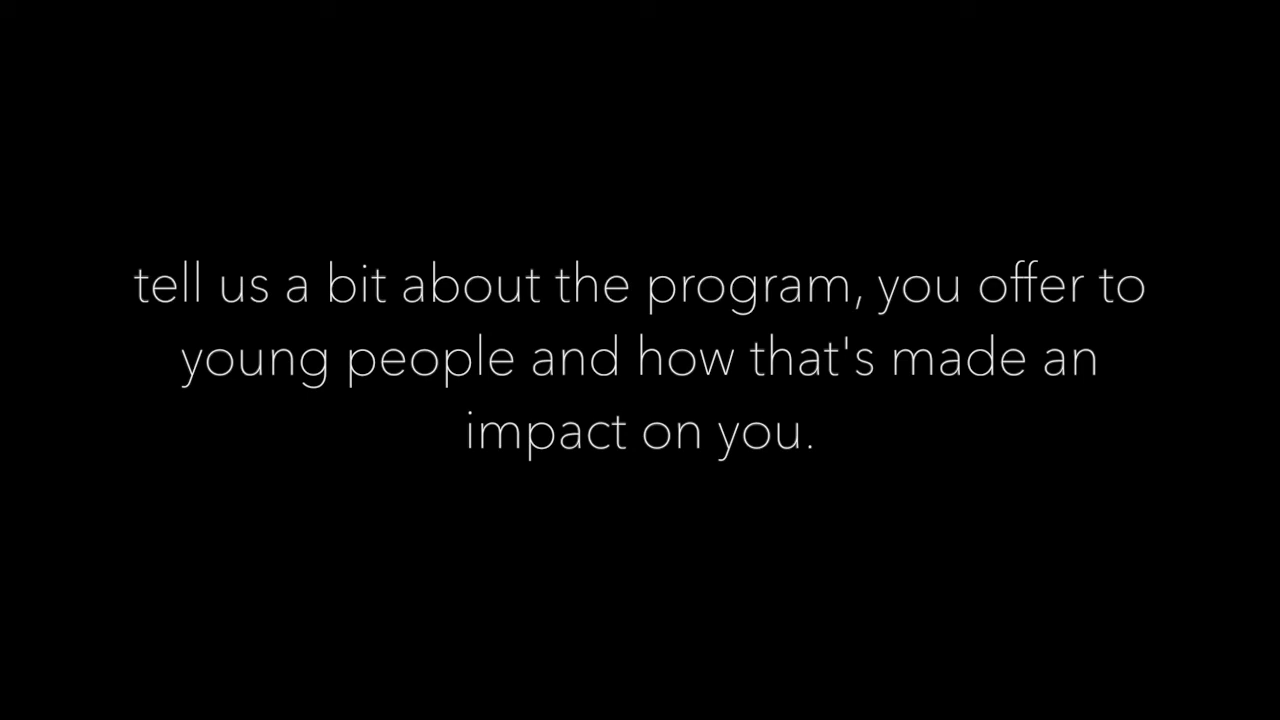 tell us a bit about the program, you offer to
young people and how that's made an
impact on you.